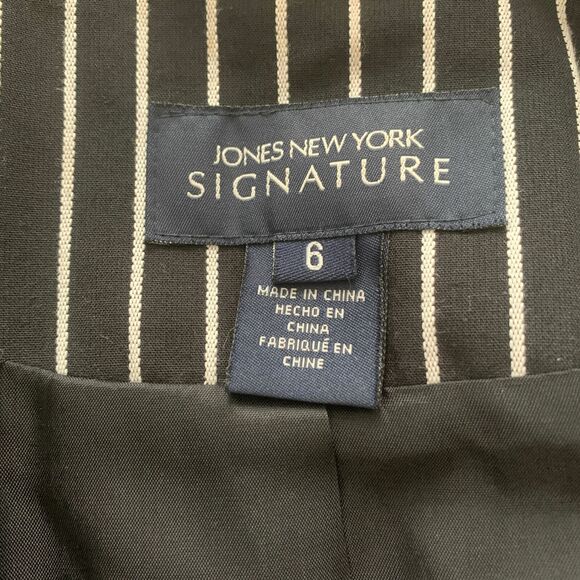 JONES NEW YORK
SIGNATURE
6
MADE IN CHINA
HECHO EN
CHINA
FABRIQUÉ EN
CHINE